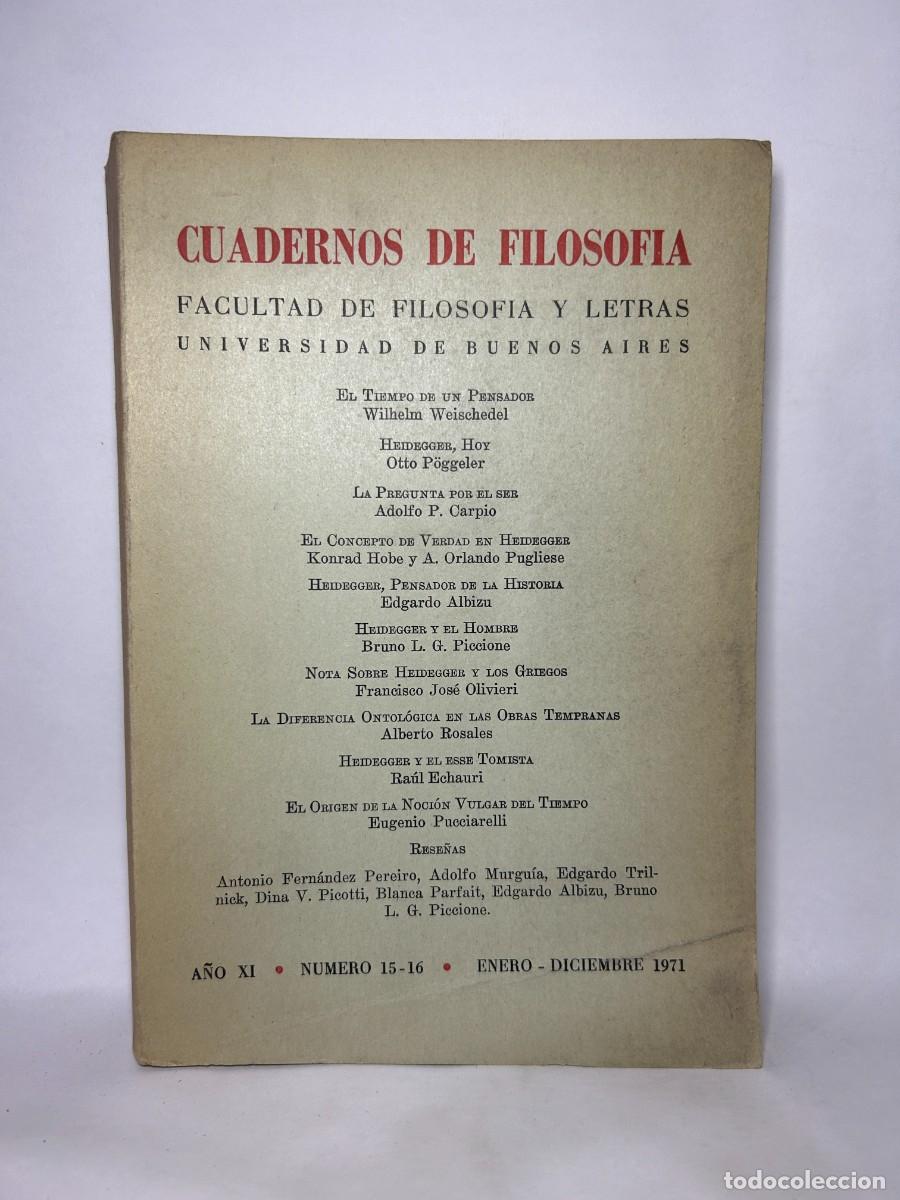 CUADERNOS DE FILOSOFIA
FACULTAD DE FILOSOFIA Y LETRAS
UNIVERSIDAD DE BUENOS AIRES
EL TIEMPO DE UN PENSADOR
Wilhelm Weischedel
HEIDEGGER, HOY
Otto Pöggeler
LA PREGUNTA POR EL SER
Adolfo P. Carpio
EL CONCEPTO DE VERDAD EN HEIDEGGER
Konrad Hobe y A. Orlando Pugliese
HEIDEGGER, PENSADOR DE LA HISTORIA
Edgardo Albizu
HEIDEGGER Y EL HOMBRE
Bruno L. G. Piccione
NOTA SOBRE HEIDEGGER Y LOS GRIEGOS
Francisco José Olivieri
LA DIFERENCIA ONTOLÓGICA EN LAS OBRAS TEMPRANAS
Alberto Rosales
HEIDEGGER Y EL ESSE TOMISTA
Raúl Echauri
EL ORIGEN DE LA NOCIÓN VULGAR DEL TIEMPO
Eugenio Pucciarelli
RESEÑAS
Antonio Fernández Pereiro, Adolfo Murguía, Edgardo Tril-
nick, Dina V. Picotti, Blanca Parfait, Edgardo Albizu, Bruno
L. G. Piccione.
AÑO XI • NUMERO 15-16 • ENERO - DICIEMBRE 1971
todocoleccion